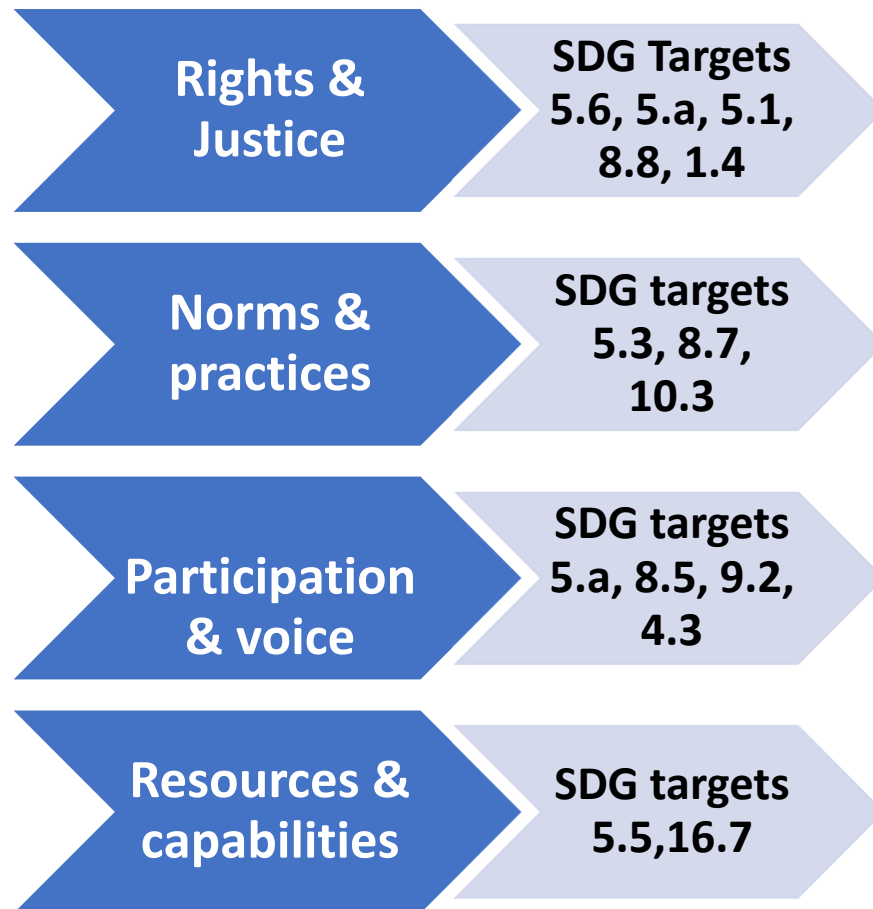 Rights &
Justice
SDG Targets
5.6, 5.a, 5.1,
8.8, 1.4
Norms &
practices
SDG targets
5.3, 8.7,
10.3
Participation
& voice
SDG targets
5.a, 8.5, 9.2,
4.3
Resources &
capabilities
SDG targets
5.5,16.7